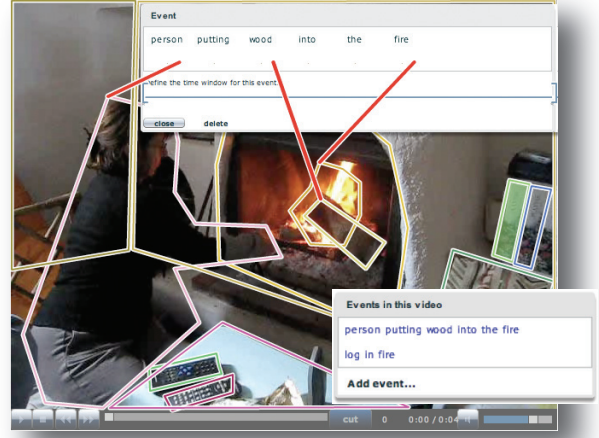 Event
person putting wood into the fire
efine the time window for this event.
close delete
Events in this video
person putting wood into the fire
log in fire
Add event...
cut 0 0:00 / 0:04